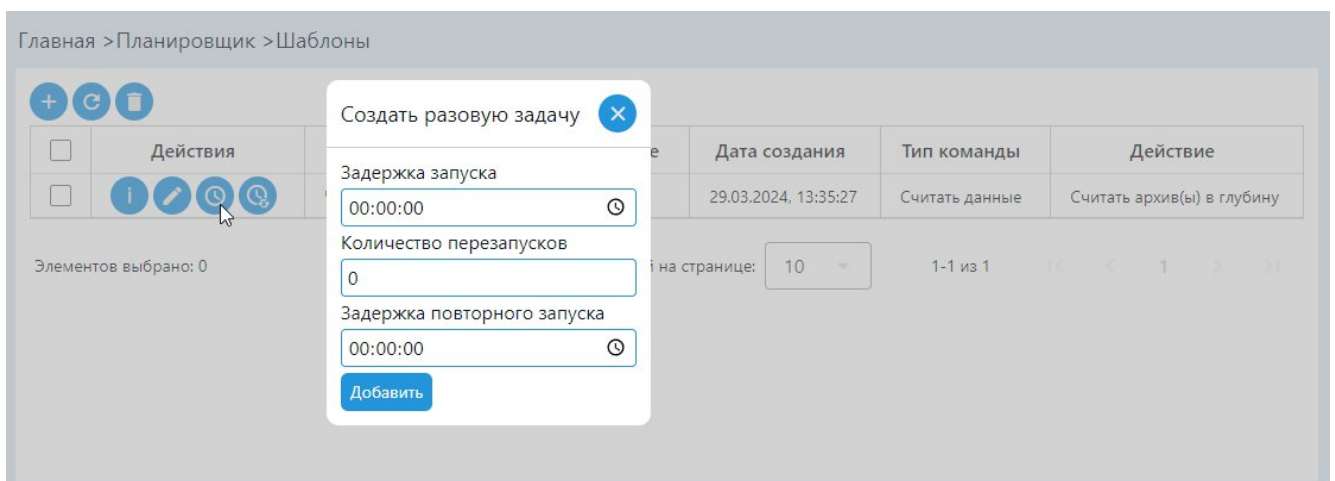 Главная >Планировщик >Шаблоны
Создать разовую задачу
Действия
Дата создания
Тип команды
Действие
29.03.2024, 13:35:27
Считать данные
Считать архив(ы) в глубину
Задержка запуска
00:00:00
Количество перезапусков
0
Задержка повторного запуска
00:00:00
Добавить
Элементов выбрано: 0
на странице:
10
1-1 из 1
1